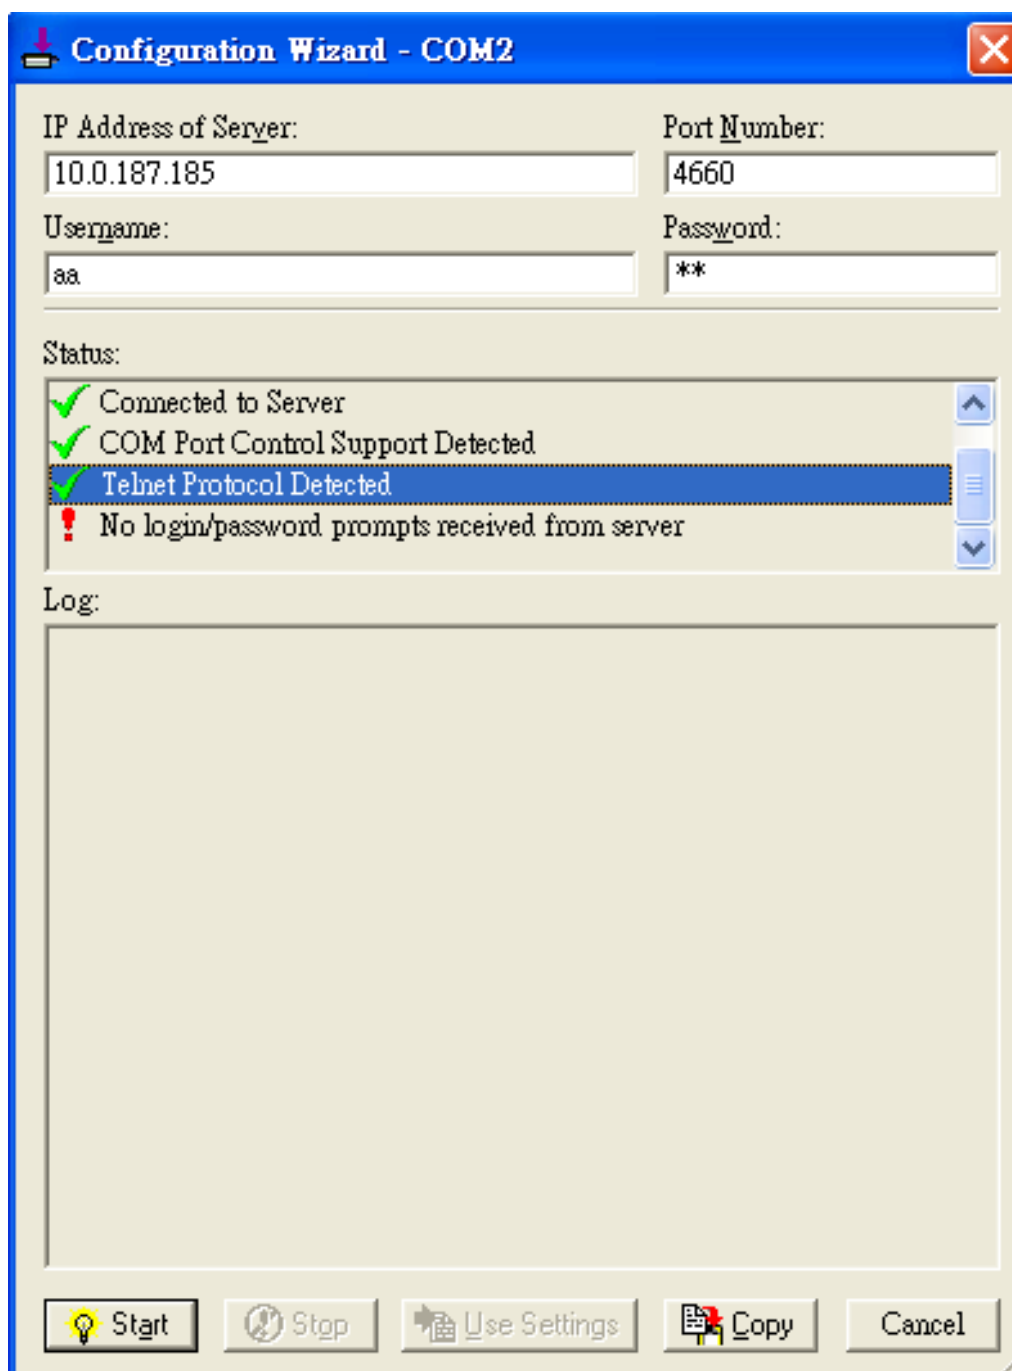 Configuration Wizard - COM2
IP Address of Server: Port Number:
10.0.187.185 4660
Username: Password:
aa **
Status:
Connected to Server
COM Port Control Support Detected
Telnet Protocol Detected
No login/password prompts received from server
Log:
Start Stop Use Settings Copy Cancel